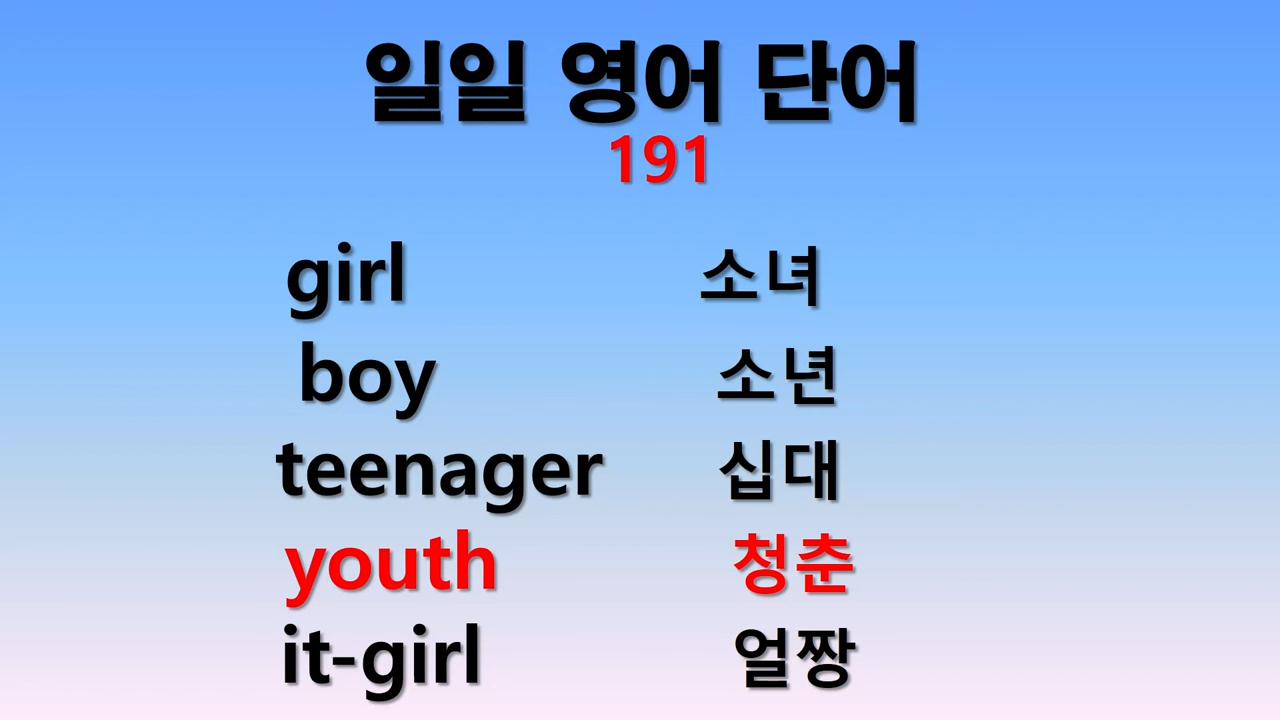 일일 영어 단어
191
girl 소녀
boy 소년
teenager 십대
youth 청춘
it-girl 얼짱